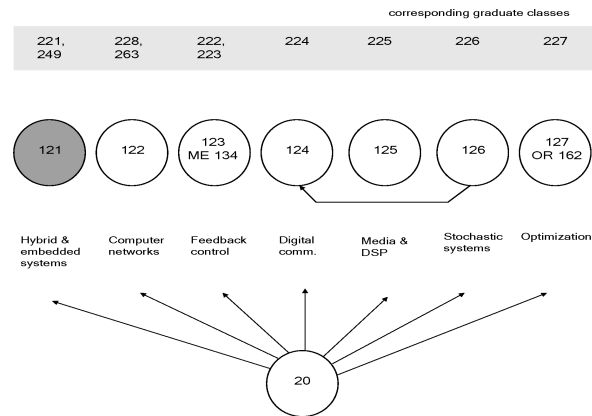 corresponding graduate classes
221,
249
228,
263
222,
223
224
225
226
227
121
122
123
ME 134
124
125
126
127
OR 162
Hybrid &
embedded
systems
Computer
networks
Feedback
control
Digital
comm.
Media &
DSP
Stochastic
systems
Optimization
20